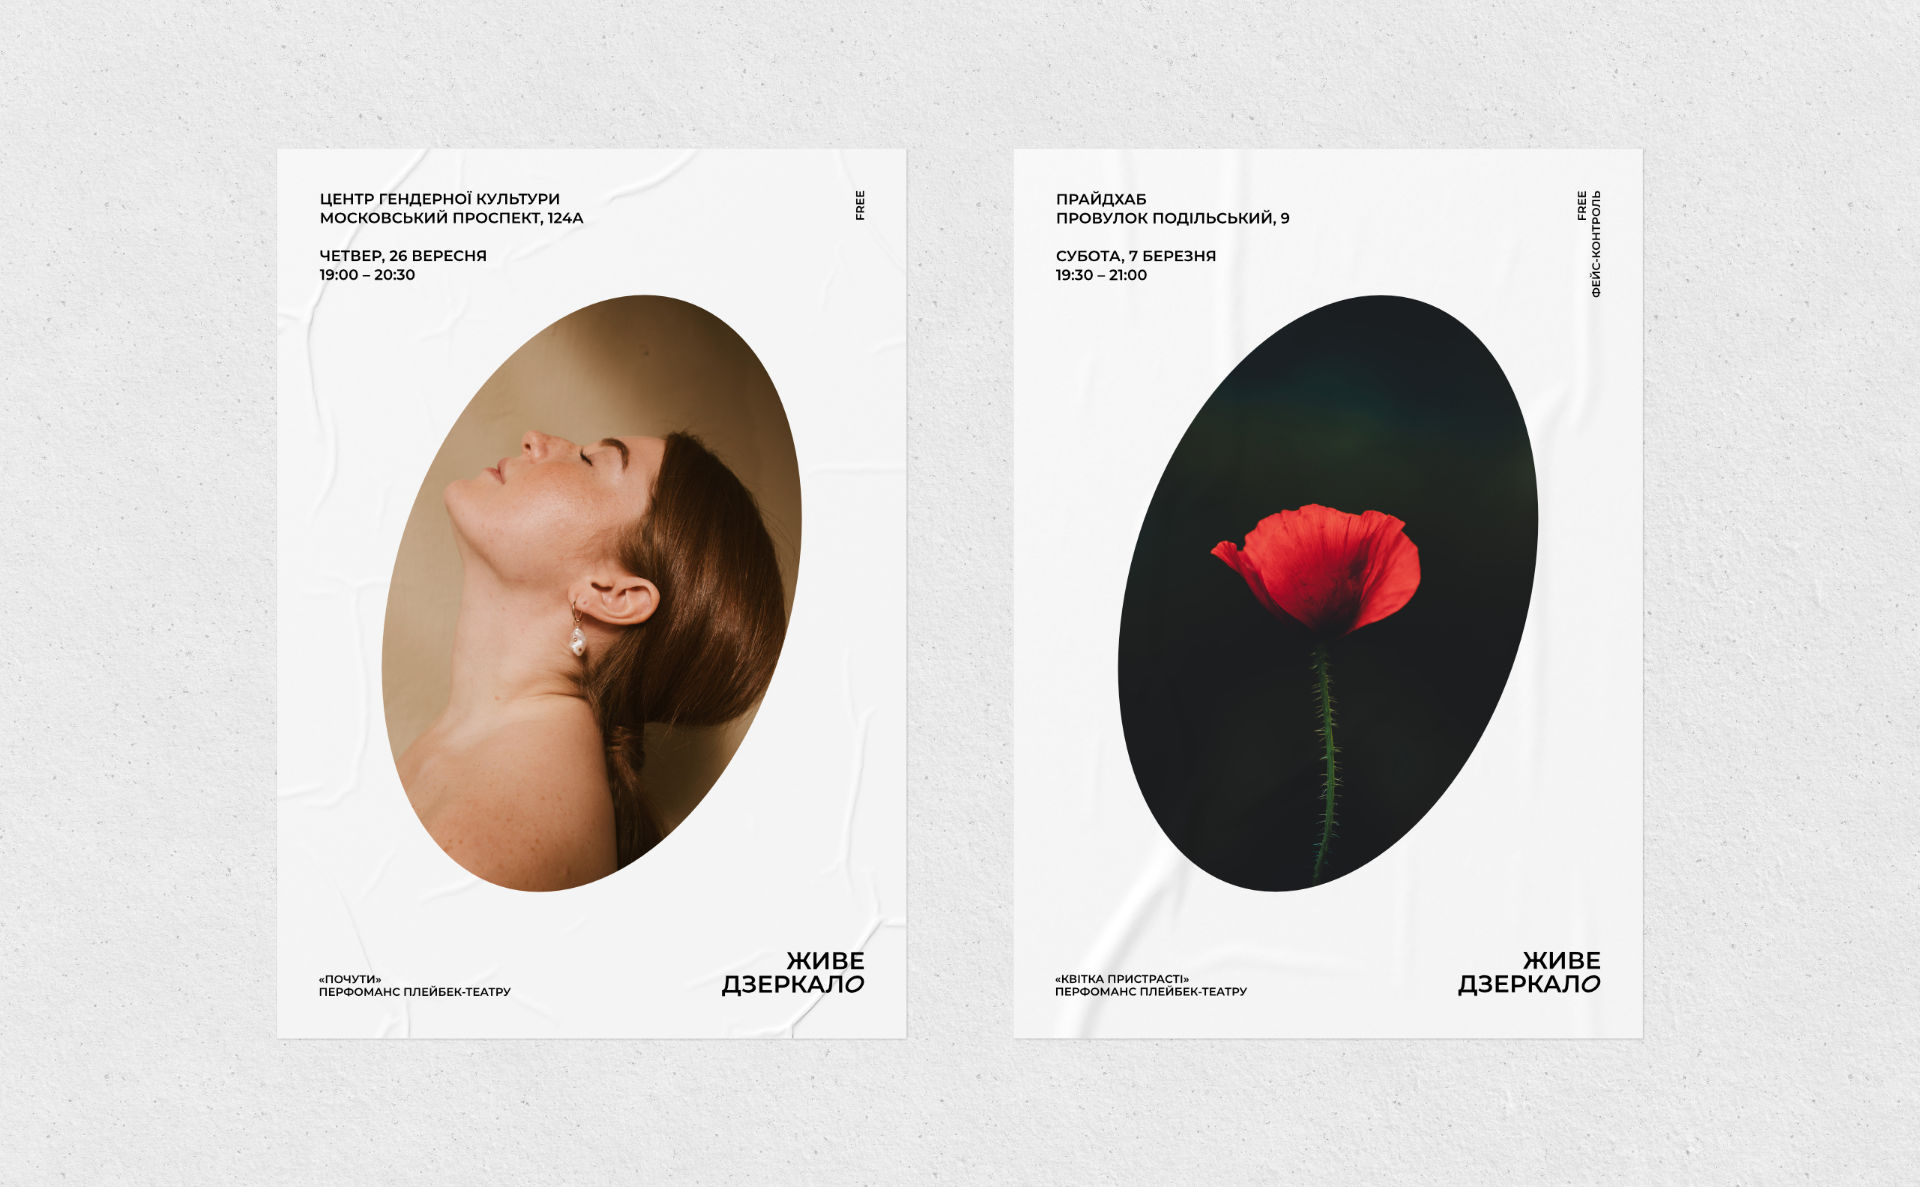 ЦЕНТР ГЕНДЕРНОЇ КУЛЬТУРИ
МОСКОВСЬКИЙ ПРОСПЕКТ, 124А
ЧЕТВЕР, 26 ВЕРЕСНЯ
19:00 – 20:30
FREE
«ПОЧУТИ»
ПЕРФОМАНС ПЛЕЙБЕК-ТЕАТРУ
ЖИВЕ
ДЗЕРКАЛО
ПРАЙДХАБ
ПРОВУЛОК ПОДІЛЬСЬКИЙ, 9
СУБОТА, 7 БЕРЕЗНЯ
19:30 – 21:00
FREE
ФЕЙС-КОНТРОЛЬ
«КВІТКА ПРИСТРАСТІ»
ПЕРФОМАНС ПЛЕЙБЕК-ТЕАТРУ
ЖИВЕ
ДЗЕРКАЛО